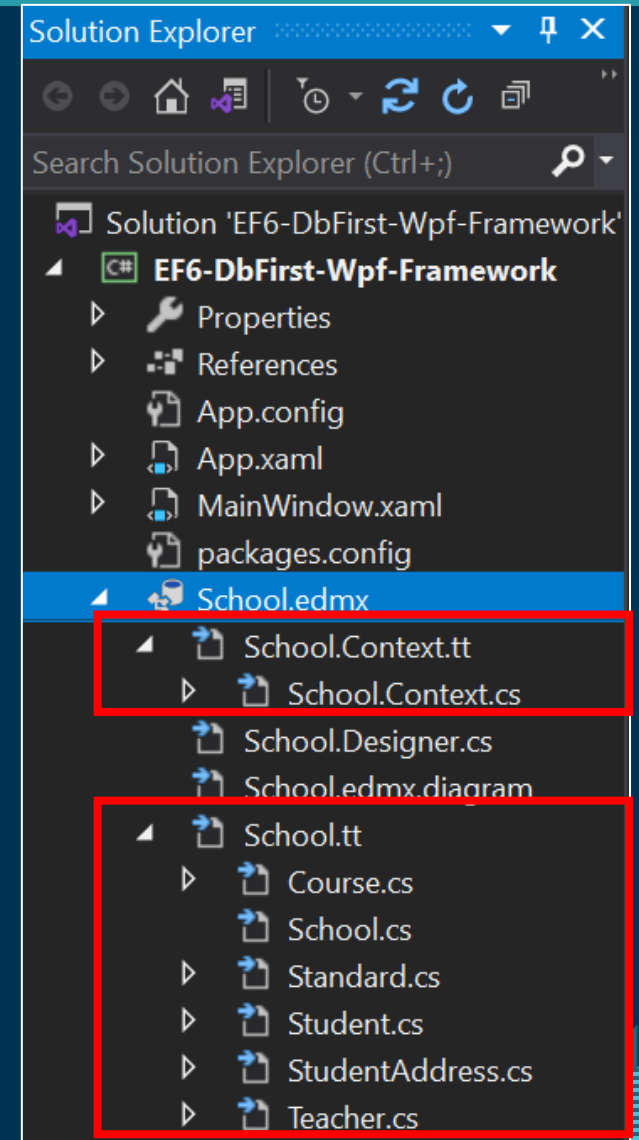 Solution Explorer
Search Solution Explorer (Ctrl+;)
Solution 'EF6-DbFirst-Wpf-Framework'
C# EF6-DbFirst-Wpf-Framework
Properties
References
App.config
App.xaml
MainWindow.xaml
packages.config
School.edmx
School.Context.tt
School.Context.cs
School.Designer.cs
School.edmx.diagram
School.tt
Course.cs
School.cs
Standard.cs
Student.cs
StudentAddress.cs
Teacher.cs